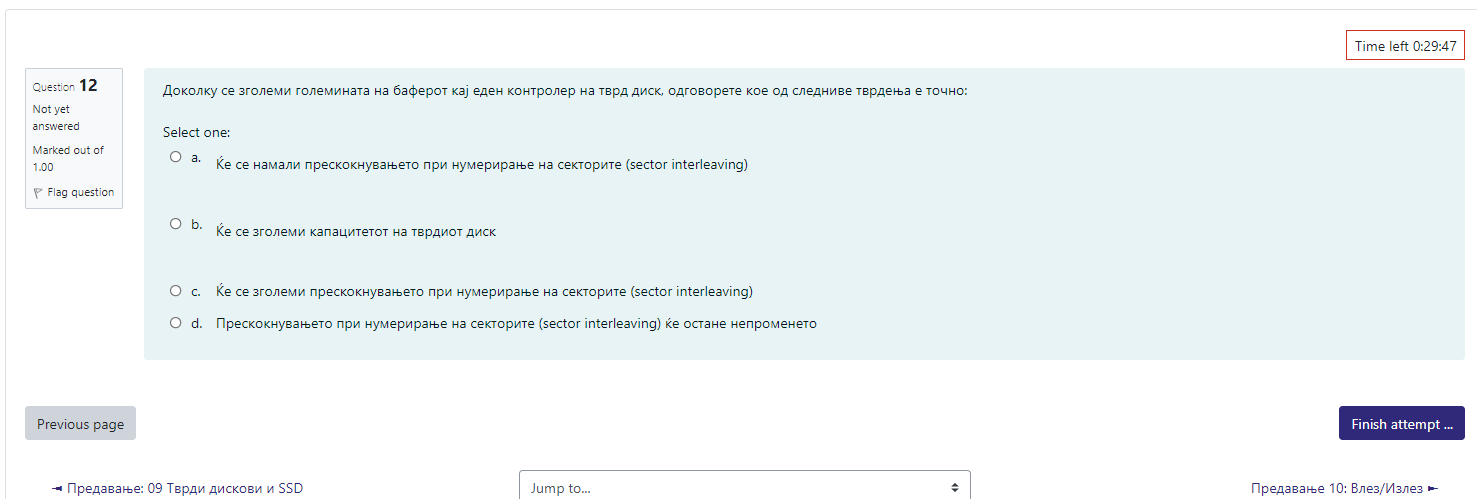 Time left 0:29:47
Question 12
Not yet
answered
Marked out of
1.00
Flag question
Доколку се зголеми големината на баферот кај еден контролер на тврд диск, одговорете кое од следниве тврдења е точно:
Select one:
a. Ќе се намали прескокнувањето при нумерирање на секторите (sector interleaving)
b. Ќе се зголеми капацитетот на тврдиот диск
c. Ќе се зголеми прескокнувањето при нумерирање на секторите (sector interleaving)
d. Прескокнувањето при нумерирање на секторите (sector interleaving) ќе остане непроменето
Previous page
Finish attempt ...
◄ Предавање: 09 Тврди дискови и SSD
Jump to...
Предавање 10: Влез/Излез ►